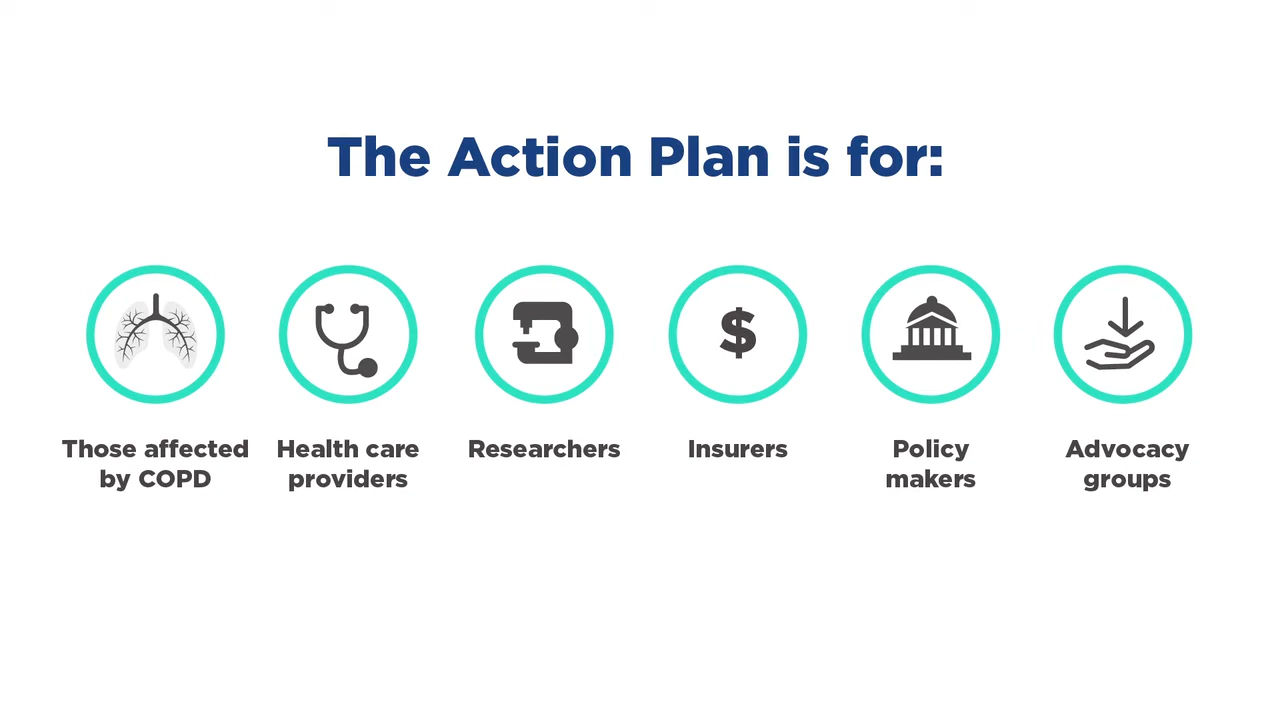 The Action Plan is for:
$
Those affected
by COPD
Health care
providers
Researchers
Insurers
Policy
makers
Advocacy
groups